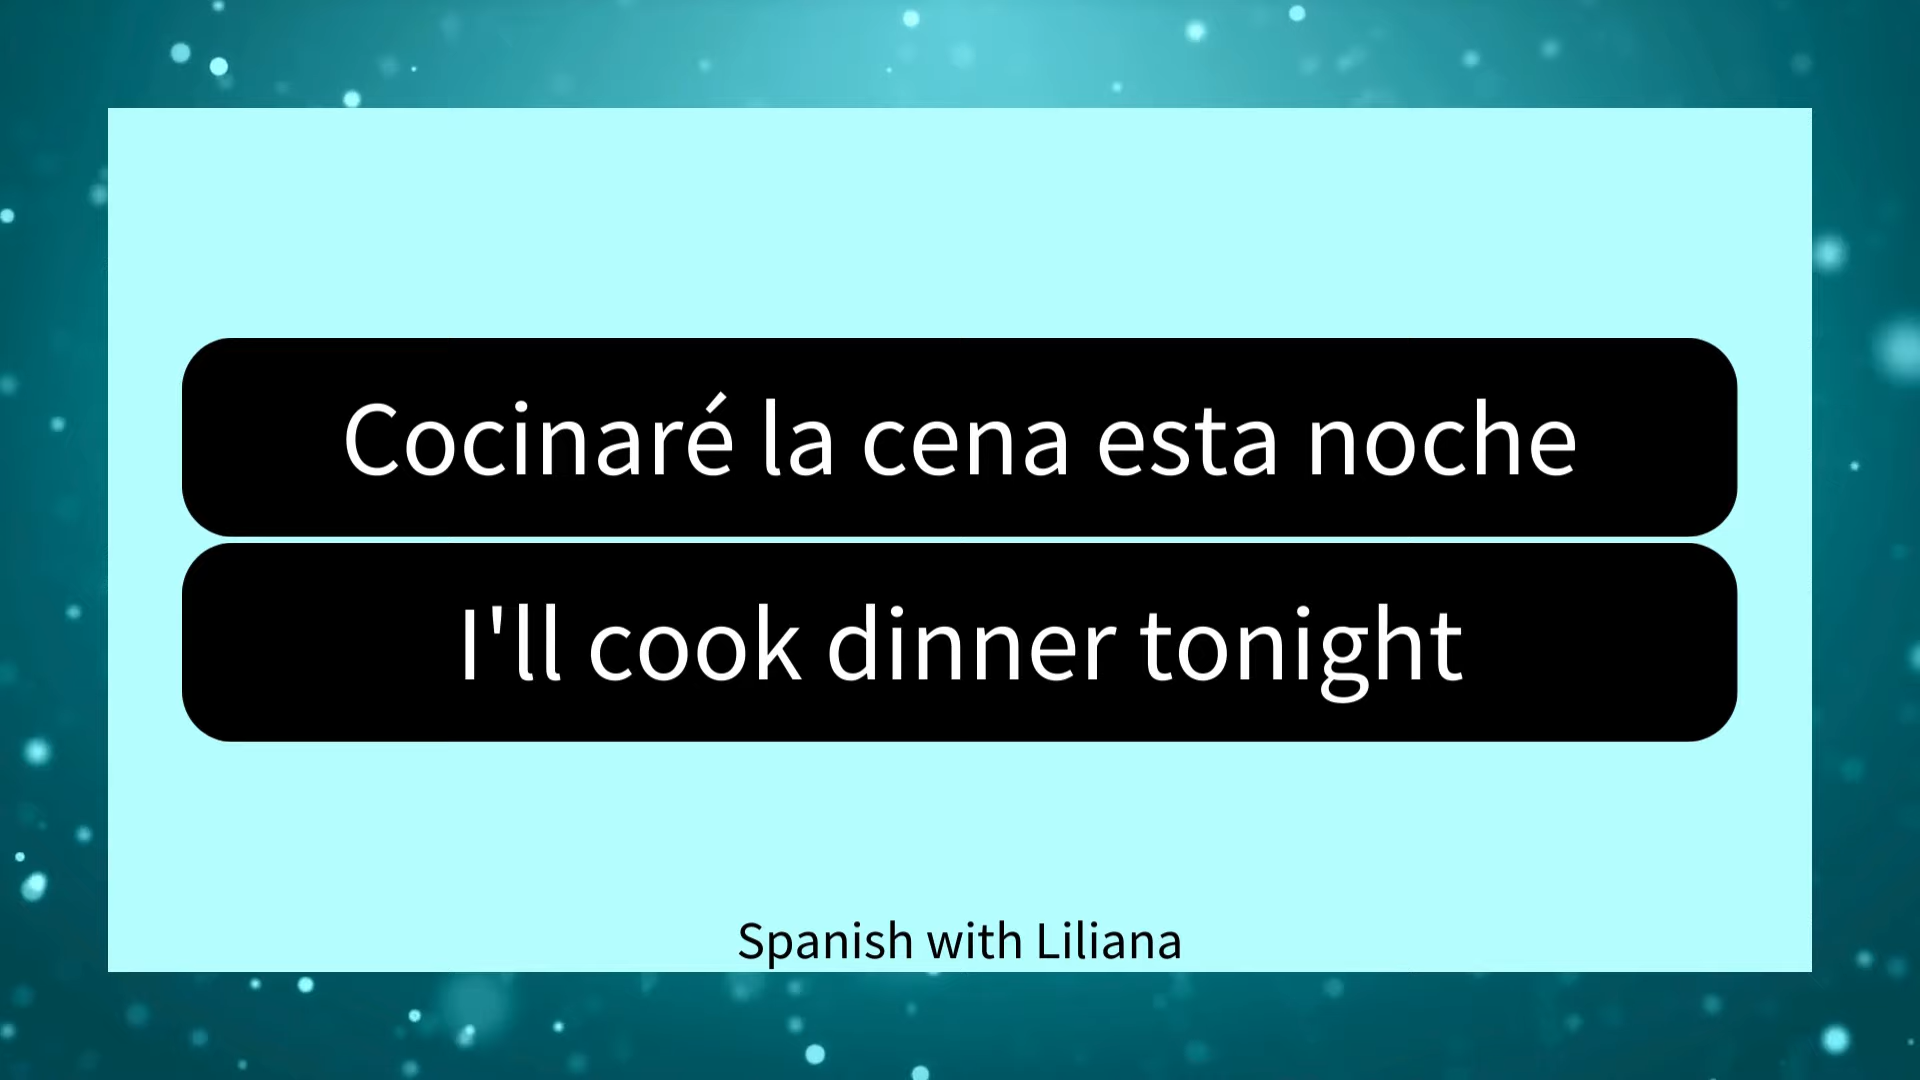 Cocinaré la cena esta noche
I'll cook dinner tonight
Spanish with Liliana